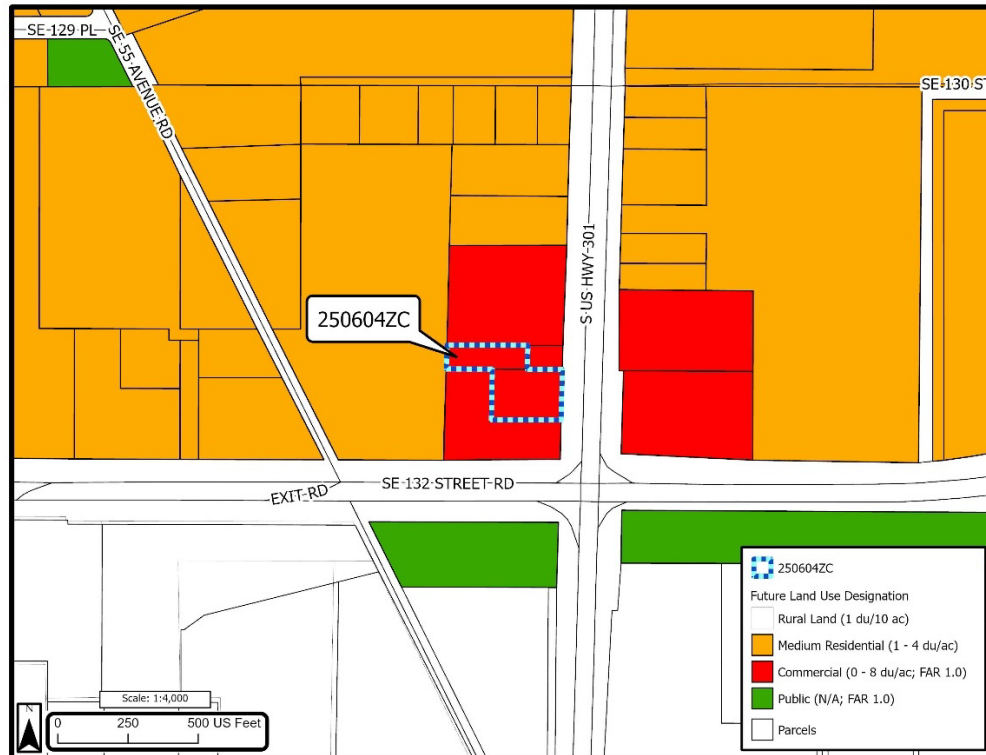 SE 129 PL
SE 55 AVENUE RD
SE 130 ST
S US HWY 301
250604ZC
SE 132 STREET RD
EXIT RD
250604ZC
Future Land Use Designation
Rural Land (1 du/10 ac)
Medium Residential (1 - 4 du/ac)
Commercial (0 - 8 du/ac; FAR 1.0)
Public (N/A; FAR 1.0)
Parcels
Scale: 1:4,000
N
0 250 500 US Feet